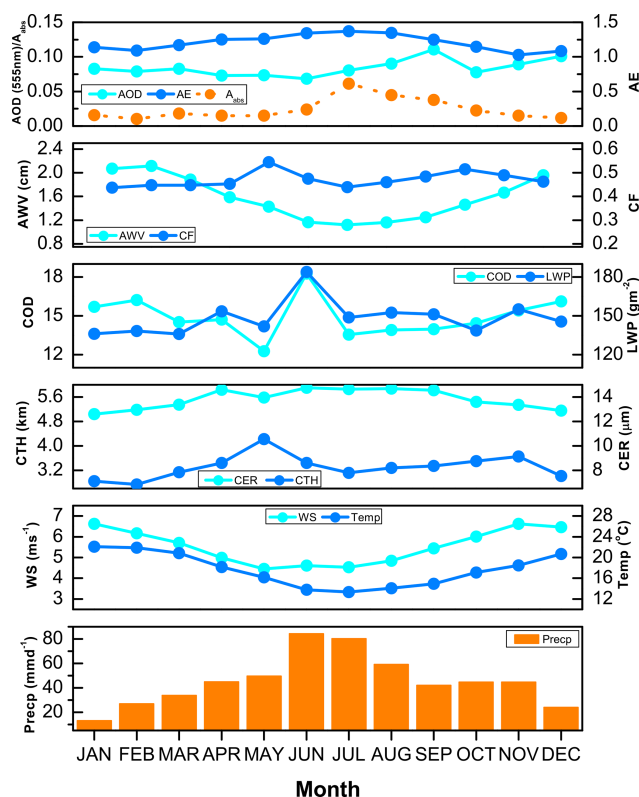 AOD (555nm)/A_abs
0.15
0.10
0.05
0.00
AOD AE A_abs
1.5
1.0
0.5
0.0
AE
AWV (cm)
2.4
2.0
1.6
1.2
0.8
AWV CF
0.6
0.5
0.4
0.3
0.2
CF
COD
18
15
12
COD LWP
180
150
120
LWP (gm⁻²)
CTH (km)
5.6
4.8
4.0
3.2
CER CTH
14
12
10
8
CER (μm)
WS (ms⁻¹)
7
6
5
4
3
WS Temp
28
24
20
16
12
Temp (°C)
Precp (mmd⁻¹)
80
60
40
20
Precp
JAN FEB MAR APR MAY JUN JUL AUG SEP OCT NOV DEC
Month